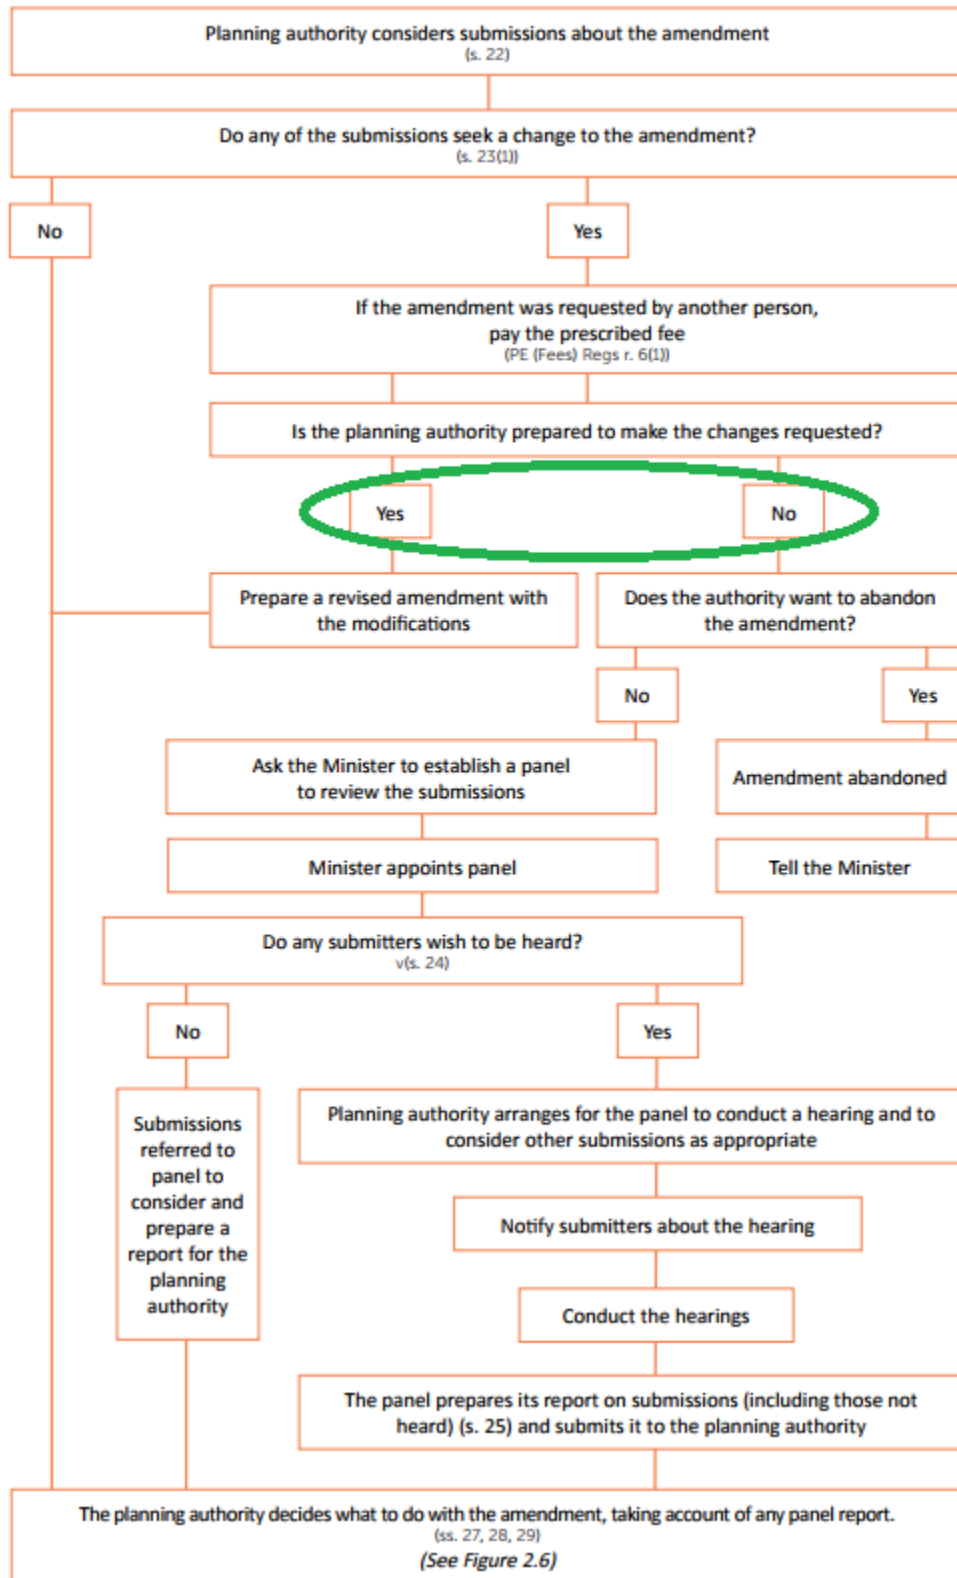 Planning authority considers submissions about the amendment
(s. 22)
Do any of the submissions seek a change to the amendment?
(s. 23(1))
No
Yes
If the amendment was requested by another person,
pay the prescribed fee
(PE (Fees) Regs r. 6(1))
Is the planning authority prepared to make the changes requested?
Yes
No
Prepare a revised amendment with
the modifications
Does the authority want to abandon
the amendment?
No
Yes
Ask the Minister to establish a panel
to review the submissions
Amendment abandoned
Minister appoints panel
Tell the Minister
Do any submitters wish to be heard?
v(s. 24)
No
Yes
Submissions
referred to
panel to
consider and
prepare a
report for the
planning
authority
Planning authority arranges for the panel to conduct a hearing and to
consider other submissions as appropriate
Notify submitters about the hearing
Conduct the hearings
The panel prepares its report on submissions (including those not
heard) (s. 25) and submits it to the planning authority
The planning authority decides what to do with the amendment, taking account of any panel report.
(ss. 27, 28, 29)
(See Figure 2.6)